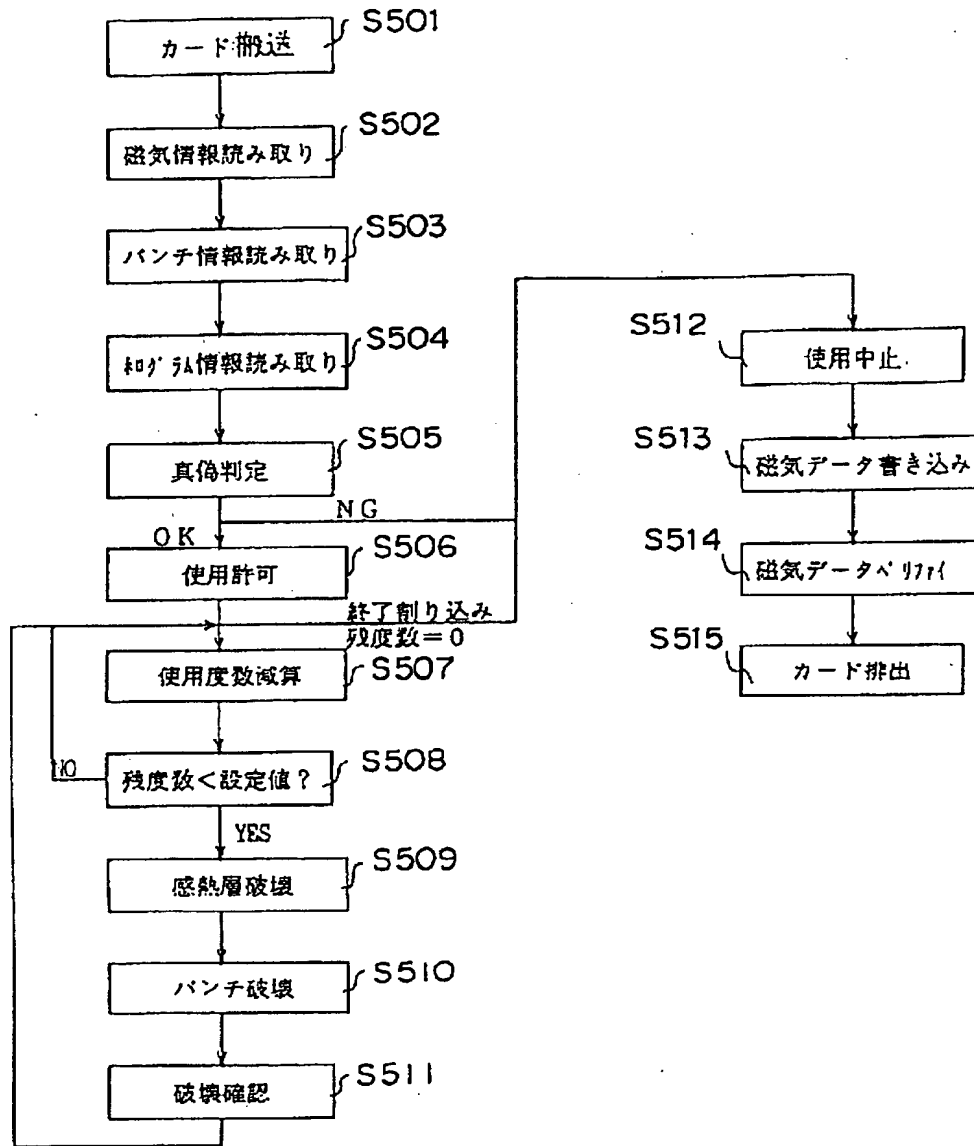 S501
カード搬送
S502
磁気情報読み取り
S503
パンチ情報読み取り
S504
ホログラム情報読み取り
S505
真偽判定
NG
OK
S506
使用許可
終了割り込み
残度数=0
S507
使用度数減算
S508
残度数<設定値?
NO
YES
S509
感熱層破壊
S510
パンチ破壊
S511
破壊確認
S512
使用中止
S513
磁気データ書き込み
S514
磁気データベリファイ
S515
カード排出